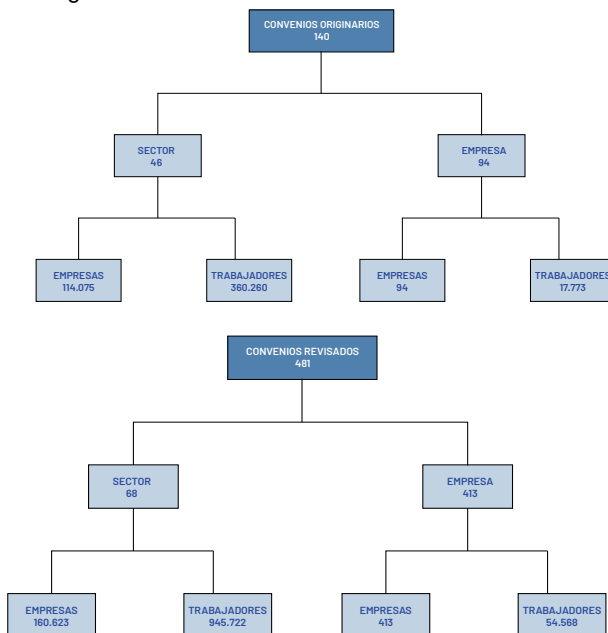 CONVENIOS ORIGINARIOS
140
SECTOR
46
EMPRESA
94
EMPRESAS
114.075
TRABAJADORES
360.260
EMPRESAS
94
TRABAJADORES
17.773
CONVENIOS REVISADOS
481
SECTOR
68
EMPRESA
413
EMPRESAS
160.623
TRABAJADORES
945.722
EMPRESAS
413
TRABAJADORES
54.568